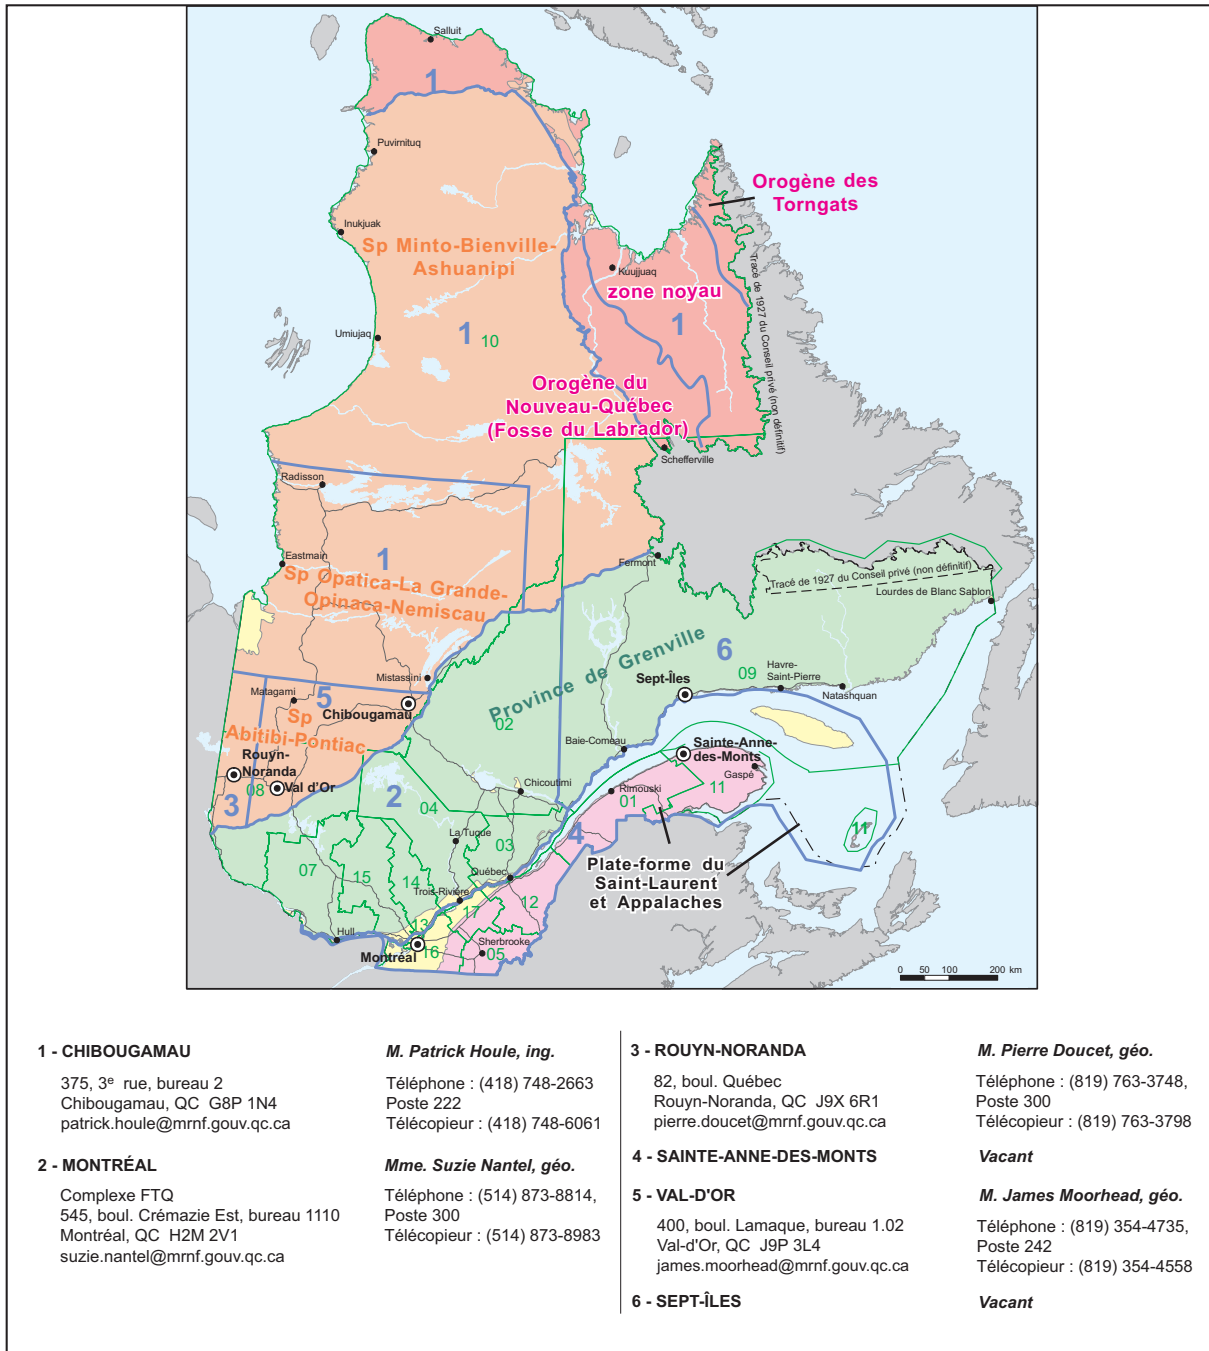 Salluit
1
Puvirnituq
Orogène des
Torngats
Inukjuak
Sp Minto-Bienville-
Ashuanipi
Kuujjuaq
zone noyau
1
Tracé de 1927 du Conseil privé (non définitif)
Umiujaq
1
10
Orogène du
Nouveau-Québec
(Fosse du Labrador)
Schefferville
Radisson
1
Eastmain
Fermont
Sp Opatica-La Grande-
Opinaca-Nemiscau
Tracé de 1927 du Conseil privé (non définitif)
Lourdes de Blanc Sablon
Province de Grenville
6
09
Havre-
Saint-Pierre
Sept-Îles
Natashquan
Mistassini
Matagami
5
Chibougamau
Sp
Abitibi-Pontiac
02
Baie-Comeau
Sainte-Anne-
des-Monts
Rouyn-
Noranda
Gaspé
08
Val d'Or
3
2
04
Chicoutimi
Rimouski
01
11
11
La Tuque
03
4
Plate-forme du
Saint-Laurent
et Appalaches
07
15
14
Québec
Trois-Rivière
12
17
13
Hull
Sherbrooke
Montréal
16
05
0 50 100 200 km
1 - CHIBOUGAMAU
M. Patrick Houle, ing.
375, 3e rue, bureau 2
Chibougamau, QC G8P 1N4
patrick.houle@mrnf.gouv.qc.ca
Téléphone : (418) 748-2663
Poste 222
Télécopieur : (418) 748-6061
2 - MONTRÉAL
Mme. Suzie Nantel, géo.
Complexe FTQ
545, boul. Crémazie Est, bureau 1110
Montréal, QC H2M 2V1
suzie.nantel@mrnf.gouv.qc.ca
Téléphone : (514) 873-8814,
Poste 300
Télécopieur : (514) 873-8983
3 - ROUYN-NORANDA
M. Pierre Doucet, géo.
82, boul. Québec
Rouyn-Noranda, QC J9X 6R1
pierre.doucet@mrnf.gouv.qc.ca
Téléphone : (819) 763-3748,
Poste 300
Télécopieur : (819) 763-3798
4 - SAINTE-ANNE-DES-MONTS
Vacant
5 - VAL-D'OR
M. James Moorhead, géo.
400, boul. Lamaque, bureau 1.02
Val-d'Or, QC J9P 3L4
james.moorhead@mrnf.gouv.qc.ca
Téléphone : (819) 354-4735,
Poste 242
Télécopieur : (819) 354-4558
6 - SEPT-ÎLES
Vacant